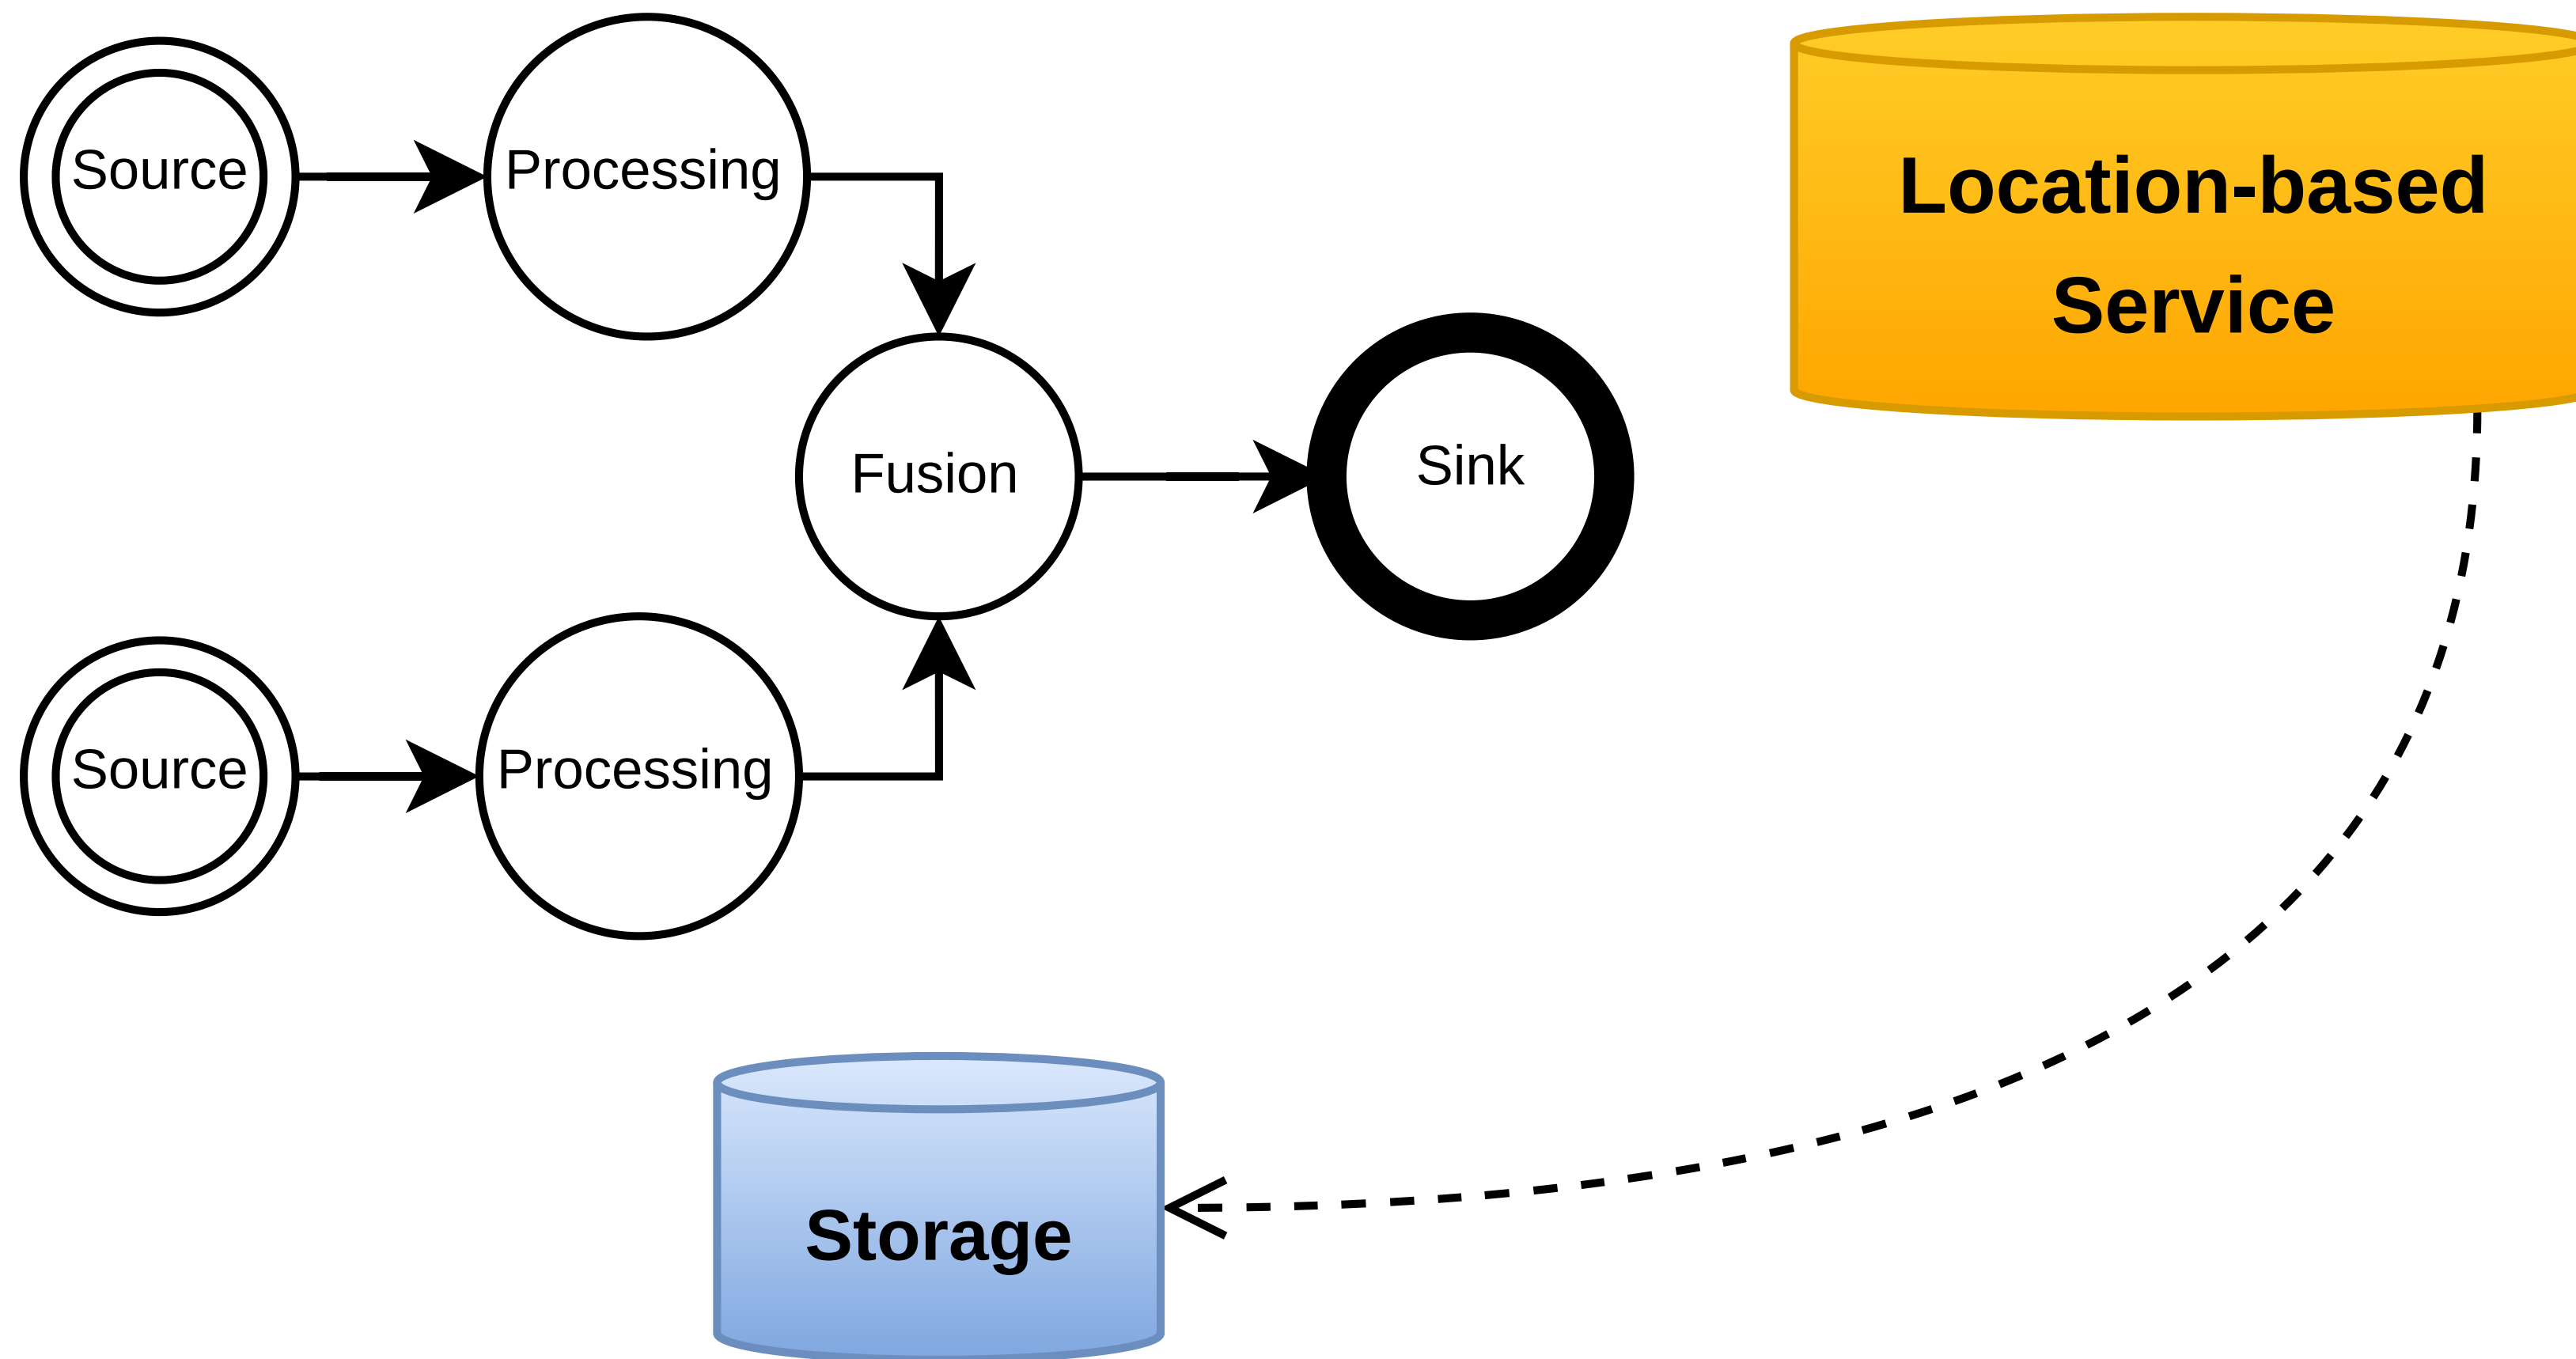 Source
Processing
Location-based
Service
Fusion
Sink
Source
Processing
Storage